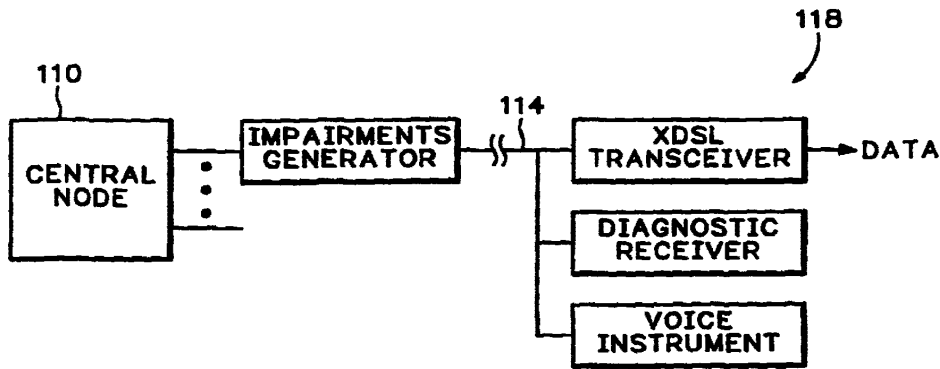 118
110
114
CENTRAL
NODE
IMPAIRMENTS
GENERATOR
XDSL
TRANSCEIVER
DATA
DIAGNOSTIC
RECEIVER
VOICE
INSTRUMENT